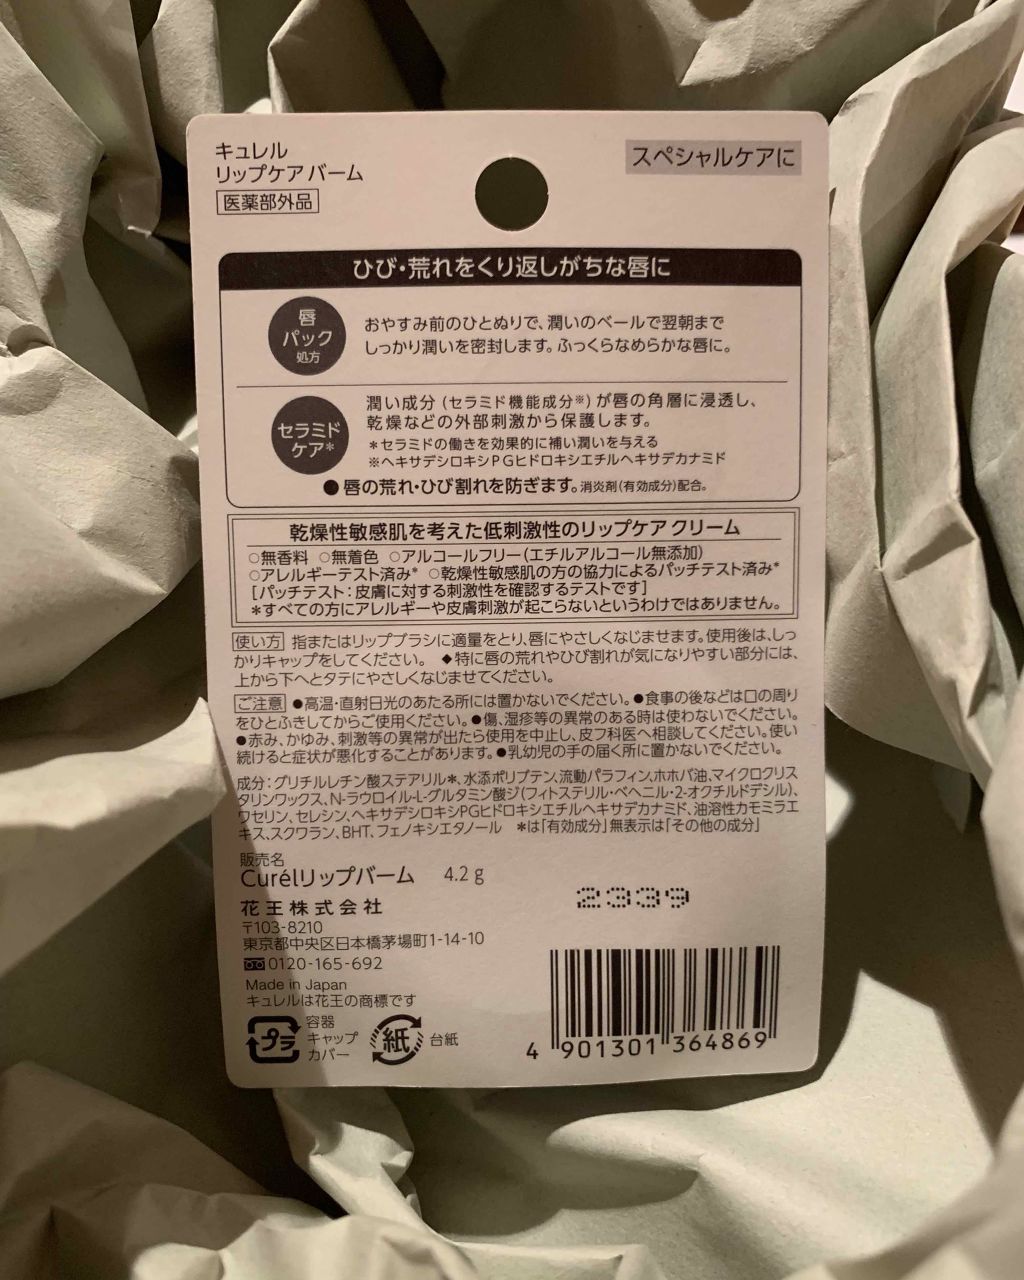 キュレル
リップケア バーム
医薬部外品
スペシャルケアに
ひび・荒れをくり返しがちな唇に
唇
パック
処方
おやすみ前のひとぬりで、潤いのベールで翌朝まで
しっかり潤いを密封します。ふっくらなめらかな唇に。
セラミド
ケア*
潤い成分（セラミド機能成分※）が唇の角層に浸透し、
乾燥などの外部刺激から保護します。
*セラミドの働きを効果的に補い潤いを与える
※ヘキサデシロキシPGヒドロキシエチルヘキサデカナミド
●唇の荒れ・ひび割れを防ぎます。消炎剤(有効成分)配合。
乾燥性敏感肌を考えた低刺激性のリップケア クリーム
○無香料 ○無着色 ○アルコールフリー（エチルアルコール無添加）
○アレルギーテスト済み* ○乾燥性敏感肌の方の協力によるパッチテスト済み*
［パッチテスト：皮膚に対する刺激性を確認するテストです］
*すべての方にアレルギーや皮膚刺激が起こらないというわけではありません。
使い方 指またはリップブラシに適量をとり、唇にやさしくなじませます。使用後は、しっ
かりキャップをしてください。 ◆特に唇の荒れやひび割れが気になりやすい部分には、
上から下へとタテにやさしくなじませてください。
ご注意 ●高温・直射日光のあたる所には置かないでください。●食事の後などは口の周り
をひとふきしてからご使用ください。●傷、湿疹等の異常のある時は使わないでください。
●赤み、かゆみ、刺激等の異常が出たら使用を中止し、皮フ科医へ相談してください。使い
続けると症状が悪化することがあります。●乳幼児の手の届く所に置かないでください。
成分：グリチルレチン酸ステアリル*、水添ポリブテン、流動パラフィン、ホホバ油、マイクロクリス
タリンワックス、N-ラウロイル-L-グルタミン酸ジ（フィトステリル・ベヘニル・2-オクチルドデシル）、
ワセリン、セレシン、ヘキサデシロキシPGヒドロキシエチルヘキサデカナミド、油溶性カモミラエ
キス、スクワラン、BHT、フェノキシエタノール *は「有効成分」無表示は「その他の成分」
販売名
Curélリップバーム 4.2 g
2339
花王株式会社
〒103-8210
東京都中央区日本橋茅場町1-14-10
0120-165-692
Made in Japan
キュレルは花王の商標です
プラ
容器
キャップ
カバー
紙
台紙
4 901301 364869